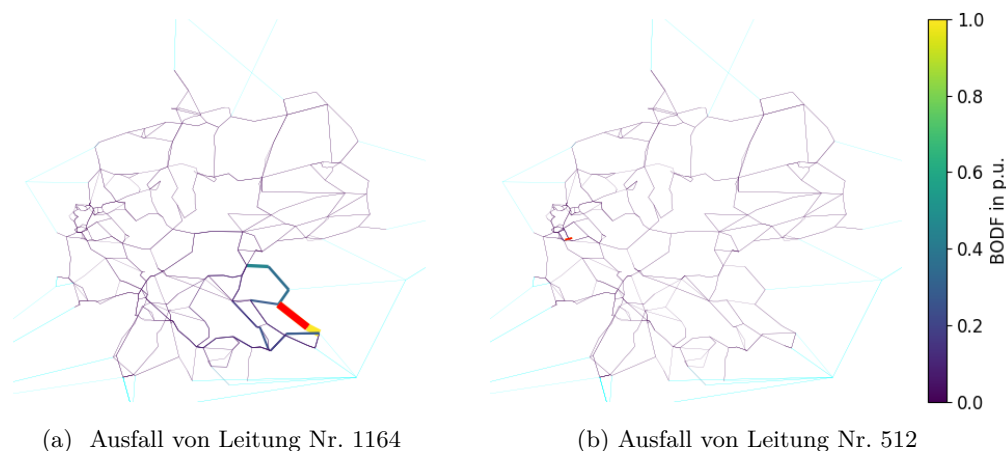 1.0
0.8
0.6
0.4
0.2
0.0
BODF in p.u.
(a) Ausfall von Leitung Nr. 1164
(b) Ausfall von Leitung Nr. 512